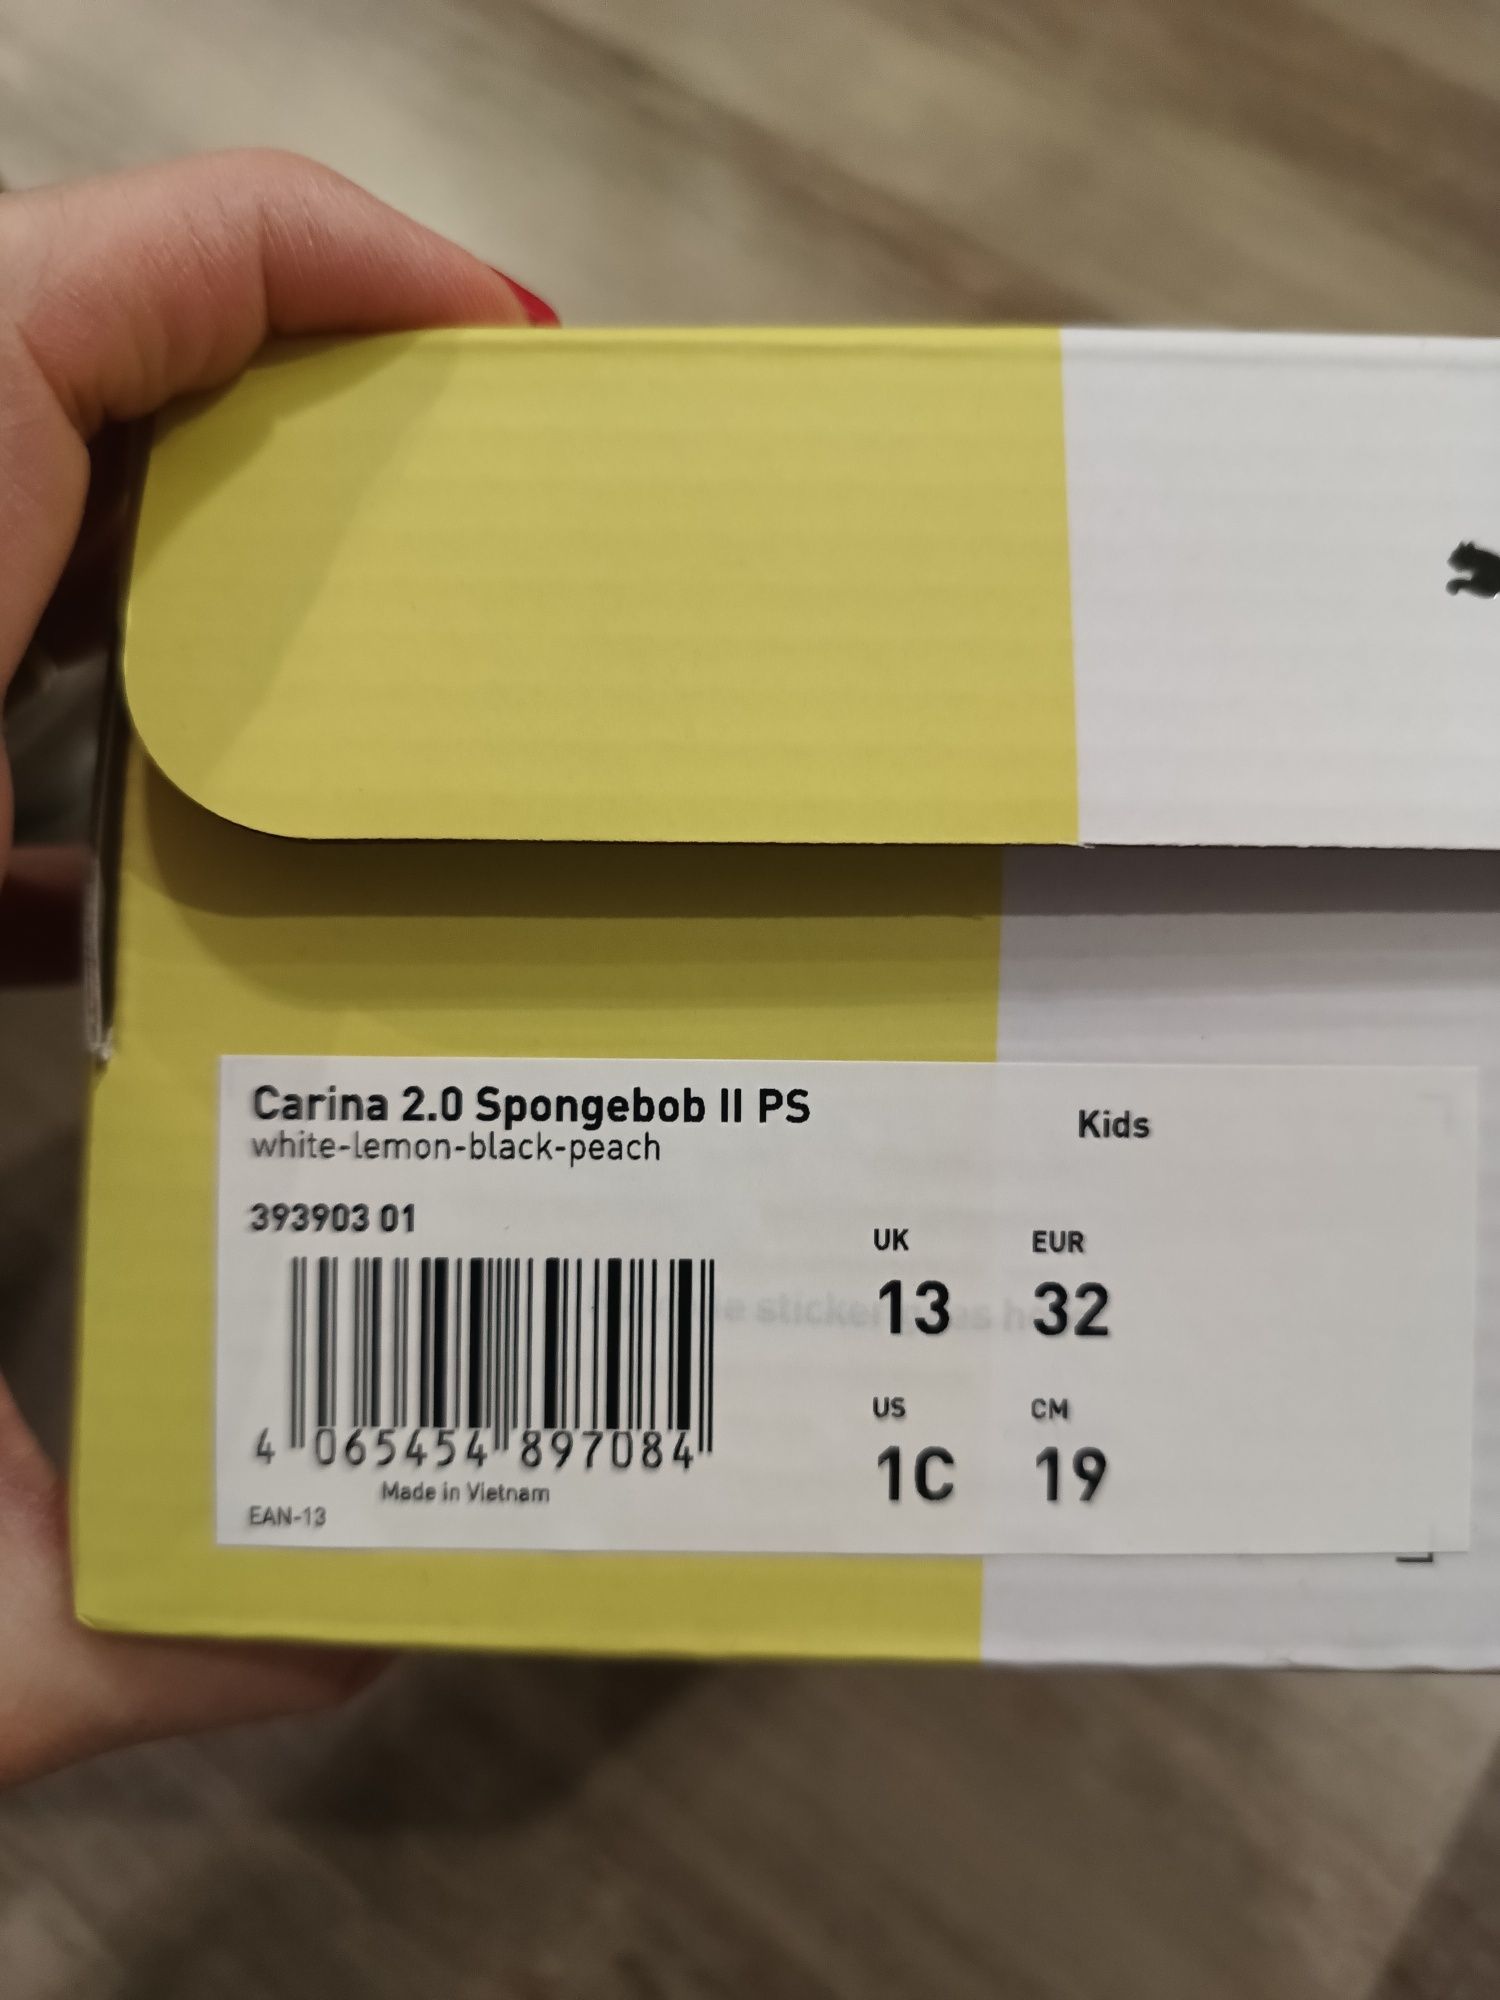 Carina 2.0 Spongebob II PS
Kids
white-lemon-black-peach
393903 01
UK
EUR
13
32
US
CM
1C
19
4 065454 897084
Made in Vietnam
EAN-13